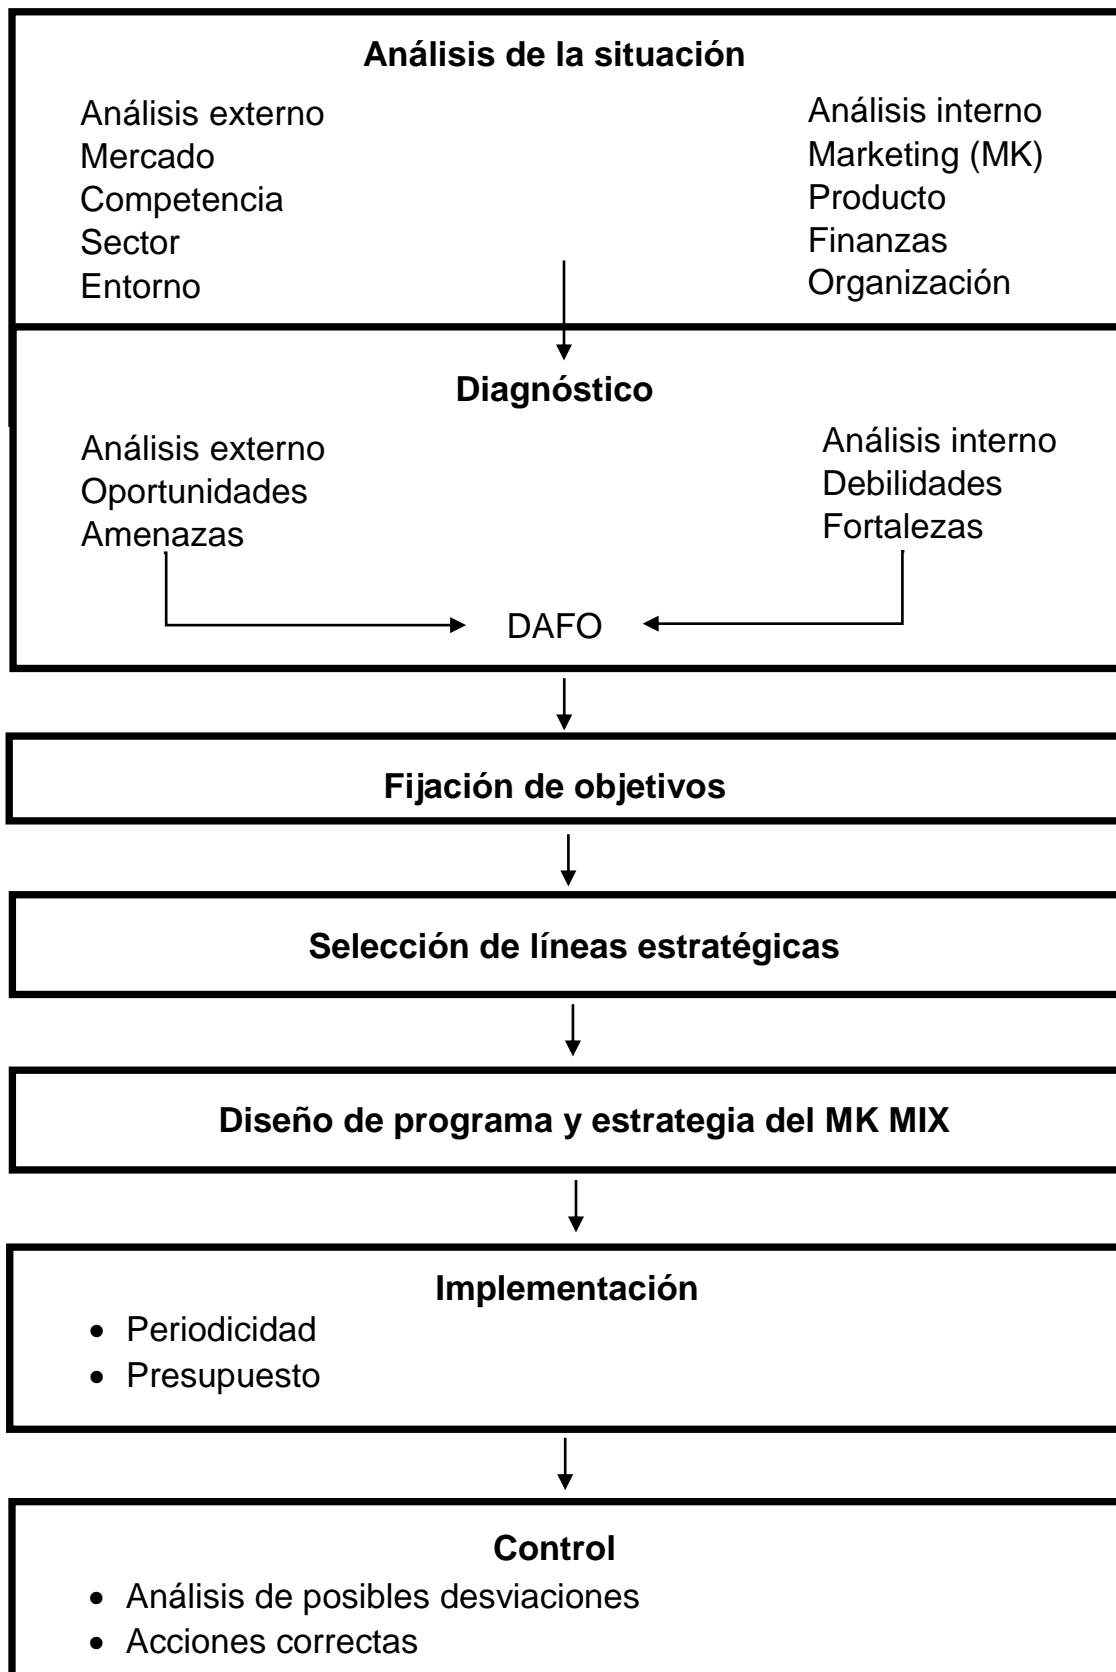 Análisis de la situación
Análisis externo
Mercado
Competencia
Sector
Entorno
Análisis interno
Marketing (MK)
Producto
Finanzas
Organización
Diagnóstico
Análisis externo
Oportunidades
Amenazas
Análisis interno
Debilidades
Fortalezas
DAFO
Fijación de objetivos
Selección de líneas estratégicas
Diseño de programa y estrategia del MK MIX
Implementación
• Periodicidad
• Presupuesto
Control
• Análisis de posibles desviaciones
• Acciones correctas